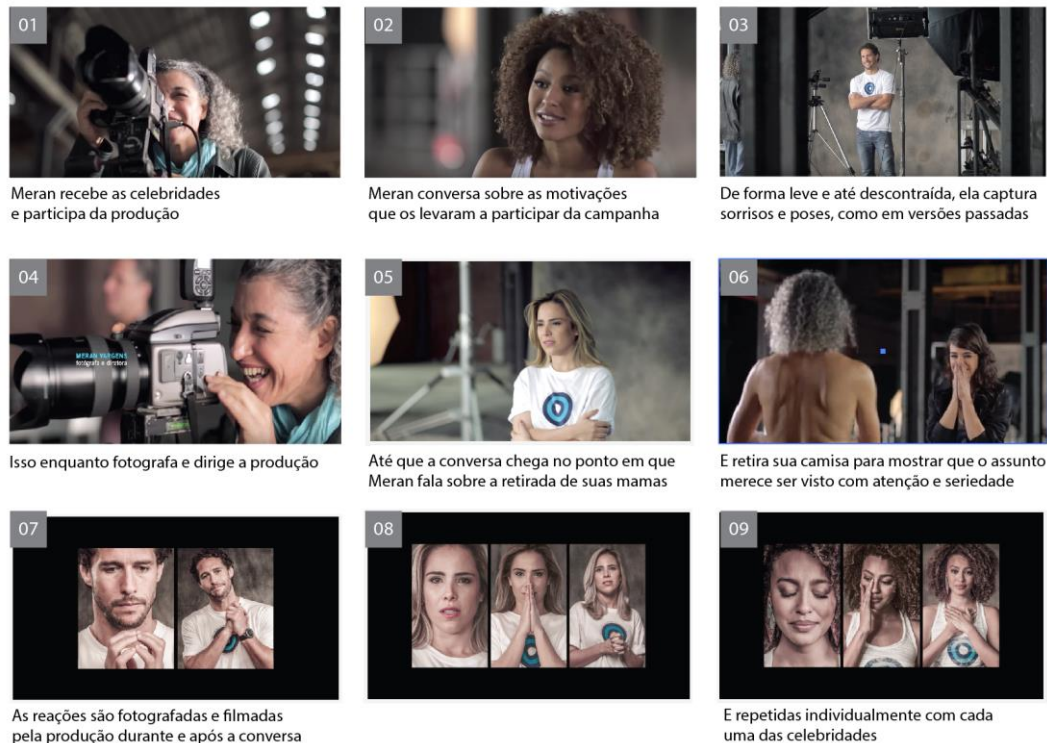 01
Meran recebe as celebridades
e participa da produção
02
Meran conversa sobre as motivações
que os levaram a participar da campanha
03
De forma leve e até descontraída, ela captura
sorrisos e poses, como em versões passadas
04
MERAN VARGENS
fotógrafa e diretora
Isso enquanto fotografa e dirige a produção
05
Até que a conversa chega no ponto em que
Meran fala sobre a retirada de suas mamas
06
E retira sua camisa para mostrar que o assunto
merece ser visto com atenção e seriedade
07
As reações são fotografadas e filmadas
pela produção durante e após a conversa
08
09
E repetidas individualmente com cada
uma das celebridades